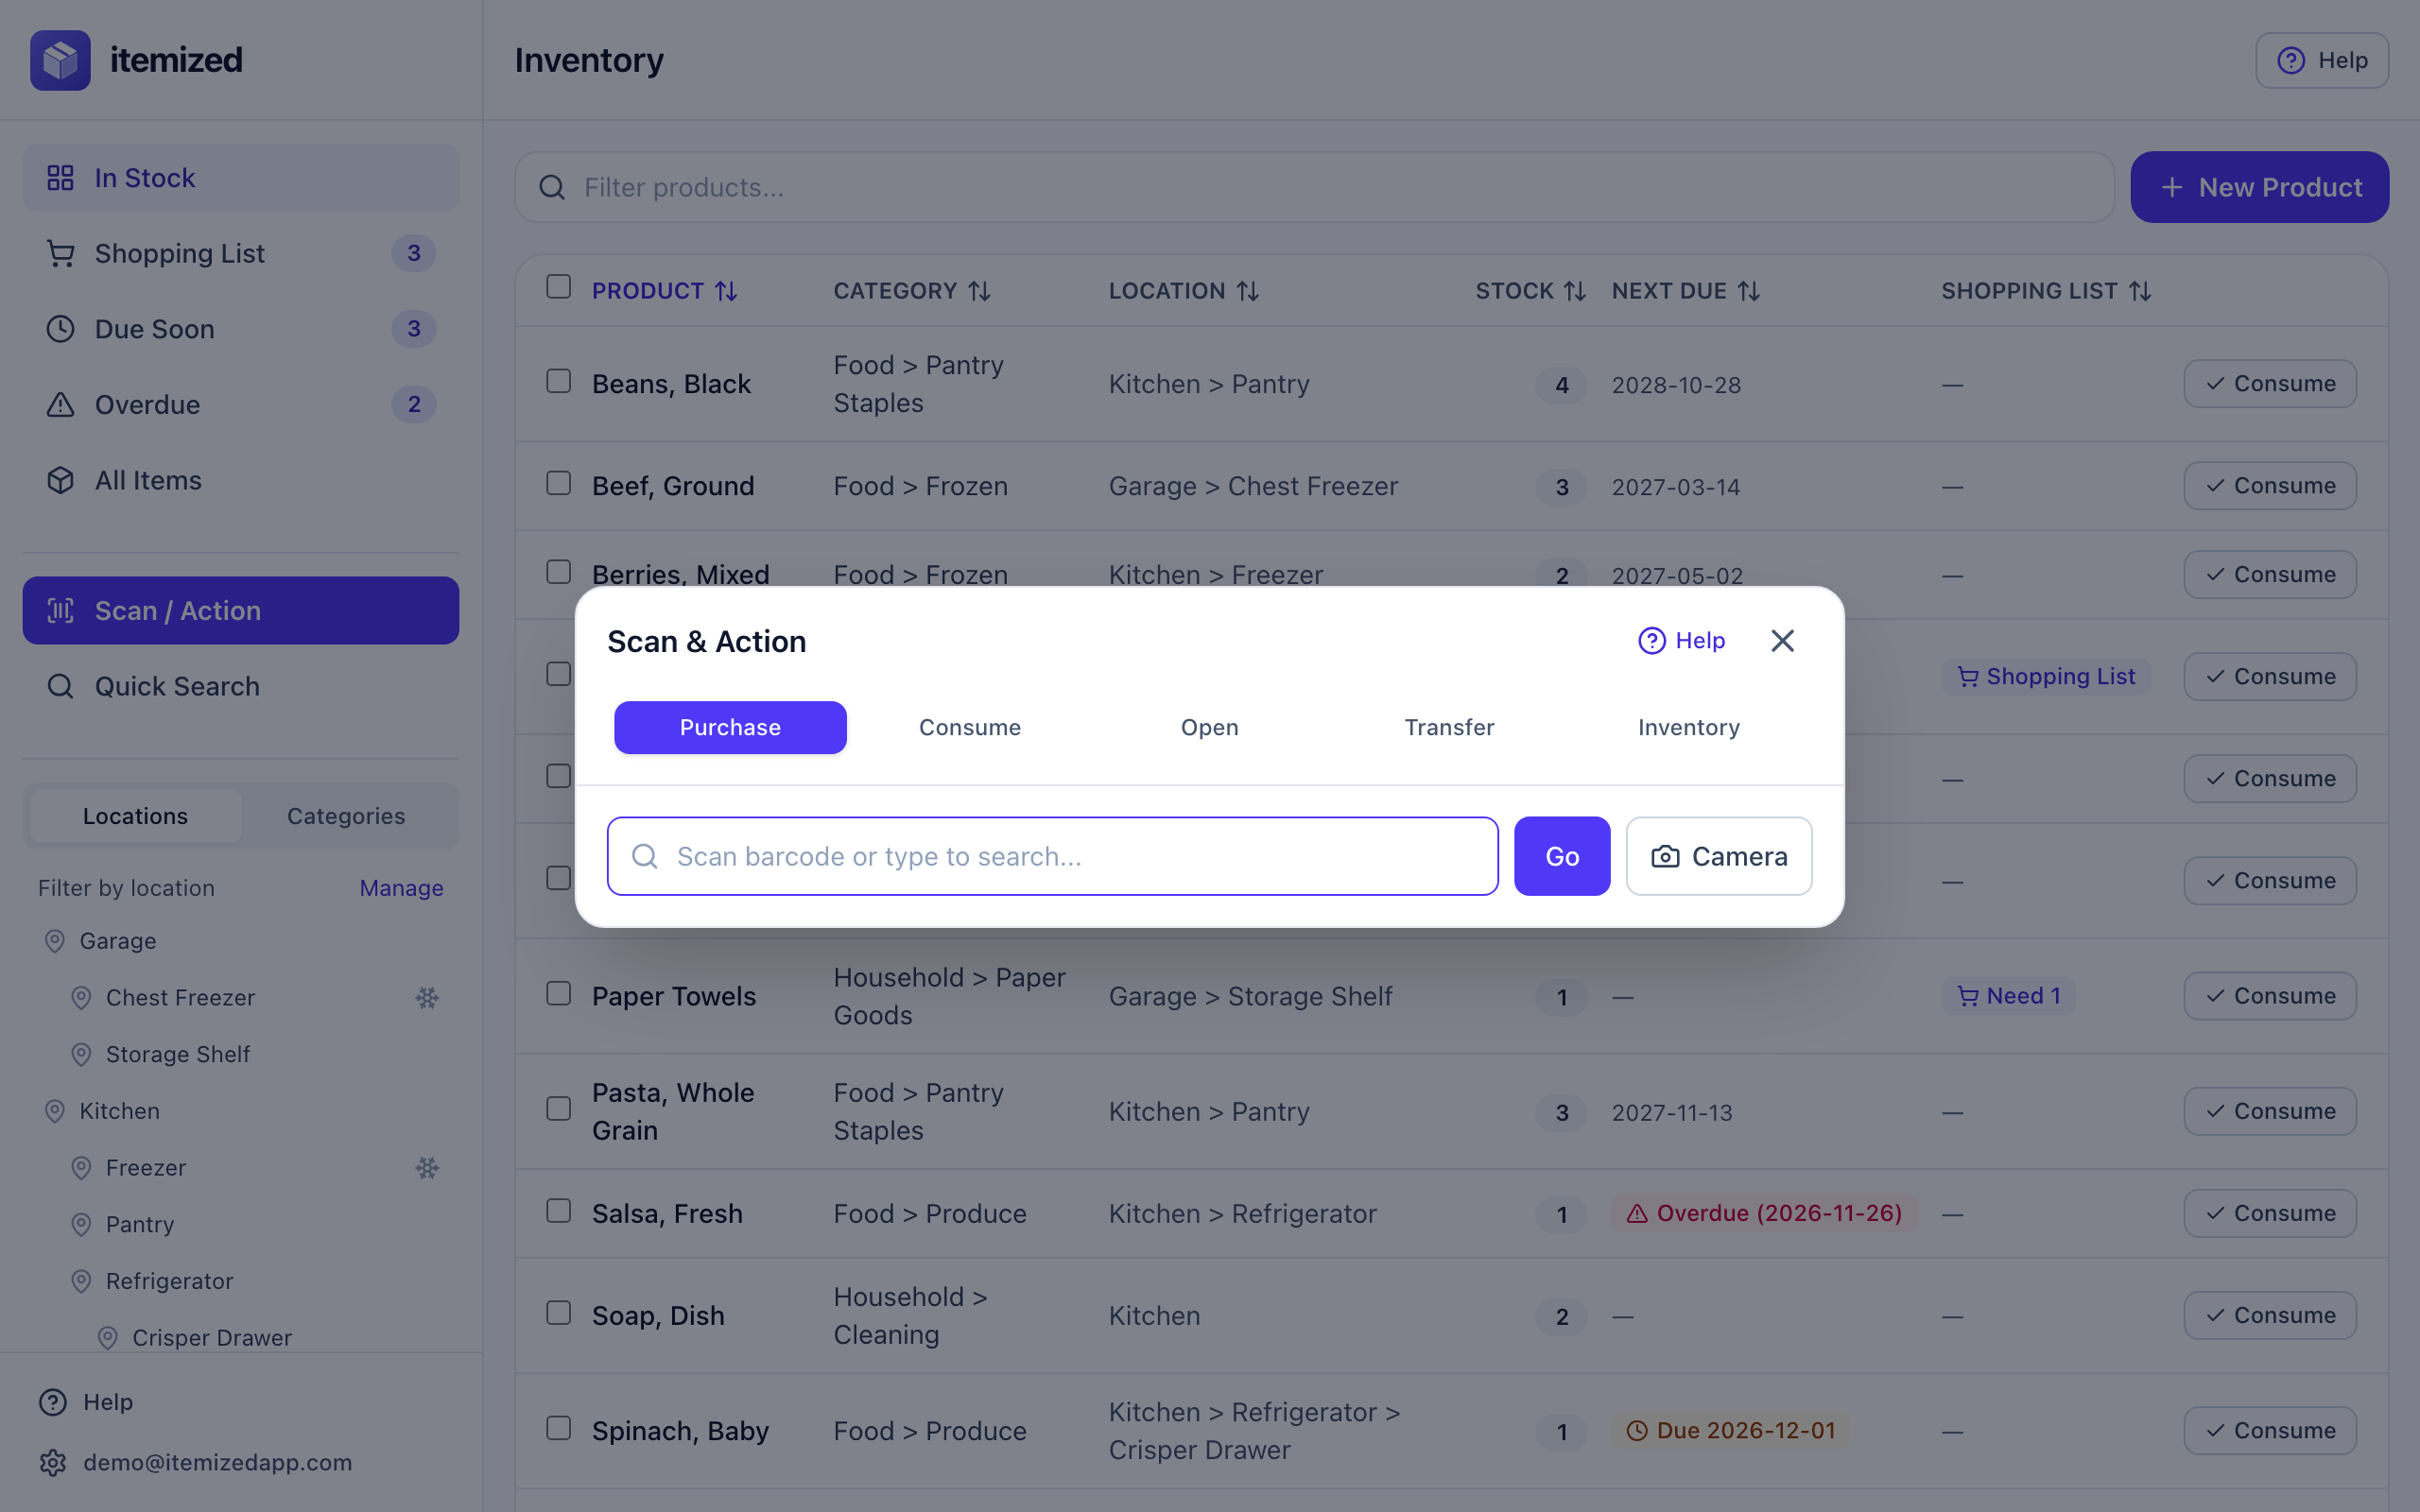 itemized
Inventory
Help
In Stock
Shopping List 3
Due Soon 3
Overdue 2
All Items
Scan / Action
Quick Search
Locations Categories
Filter by location Manage
Garage
Chest Freezer
Storage Shelf
Kitchen
Freezer
Pantry
Refrigerator
Crisper Drawer
Help
demo@itemizedapp.com
Filter products...
New Product
PRODUCT CATEGORY LOCATION STOCK NEXT DUE SHOPPING LIST
Beans, Black Food > Pantry Staples Kitchen > Pantry 4 2028-10-28 — Consume
Beef, Ground Food > Frozen Garage > Chest Freezer 3 2027-03-14 — Consume
Berries, Mixed Food > Frozen Kitchen > Freezer 2 2027-05-02 — Consume
Shopping List Consume
— Consume
— Consume
Scan & Action
Help
Purchase Consume Open Transfer Inventory
Scan barcode or type to search...
Go
Camera
Paper Towels Household > Paper Goods Garage > Storage Shelf 1 — Need 1 Consume
Pasta, Whole Grain Food > Pantry Staples Kitchen > Pantry 3 2027-11-13 — Consume
Salsa, Fresh Food > Produce Kitchen > Refrigerator 1 Overdue (2026-11-26) — Consume
Soap, Dish Household > Cleaning Kitchen 2 — — Consume
Spinach, Baby Food > Produce Kitchen > Refrigerator > Crisper Drawer 1 Due 2026-12-01 — Consume